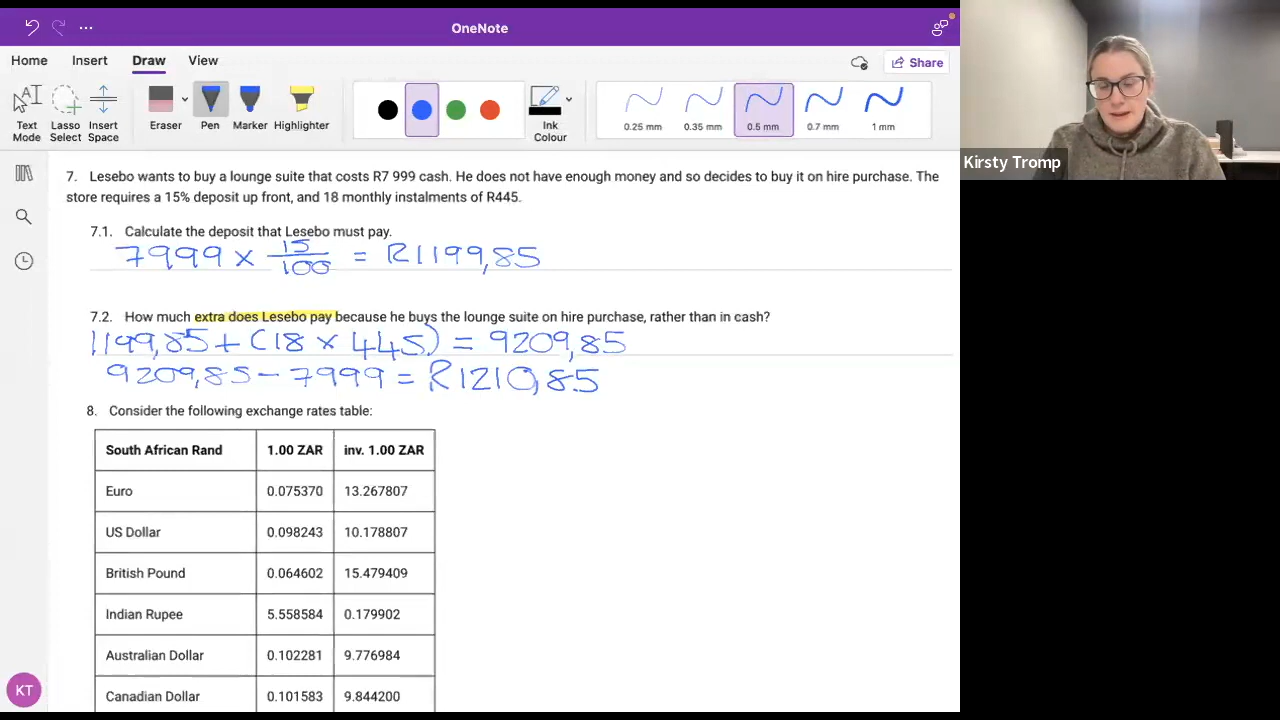 OneNote
Home Insert Draw View
Share
Text Mode
Lasso Select
Insert Space
Eraser
Pen
Marker
Highlighter
Ink Colour
0.25 mm
0.35 mm
0.5 mm
0.7 mm
1 mm
Kirsty Tromp
7. Lesebo wants to buy a lounge suite that costs R7 999 cash. He does not have enough money and so decides to buy it on hire purchase. The
store requires a 15% deposit up front, and 18 monthly instalments of R445.
7.1. Calculate the deposit that Lesebo must pay.
7999 × 15/100 = R1199,85
7.2. How much extra does Lesebo pay because he buys the lounge suite on hire purchase, rather than in cash?
1199,85 + (18 × 445) = 9209,85
9209,85 - 7999 = R1210,85
8. Consider the following exchange rates table:
South African Rand 1.00 ZAR inv. 1.00 ZAR
Euro 0.075370 13.267807
US Dollar 0.098243 10.178807
British Pound 0.064602 15.479409
Indian Rupee 5.558584 0.179902
Australian Dollar 0.102281 9.776984
Canadian Dollar 0.101583 9.844200
KT